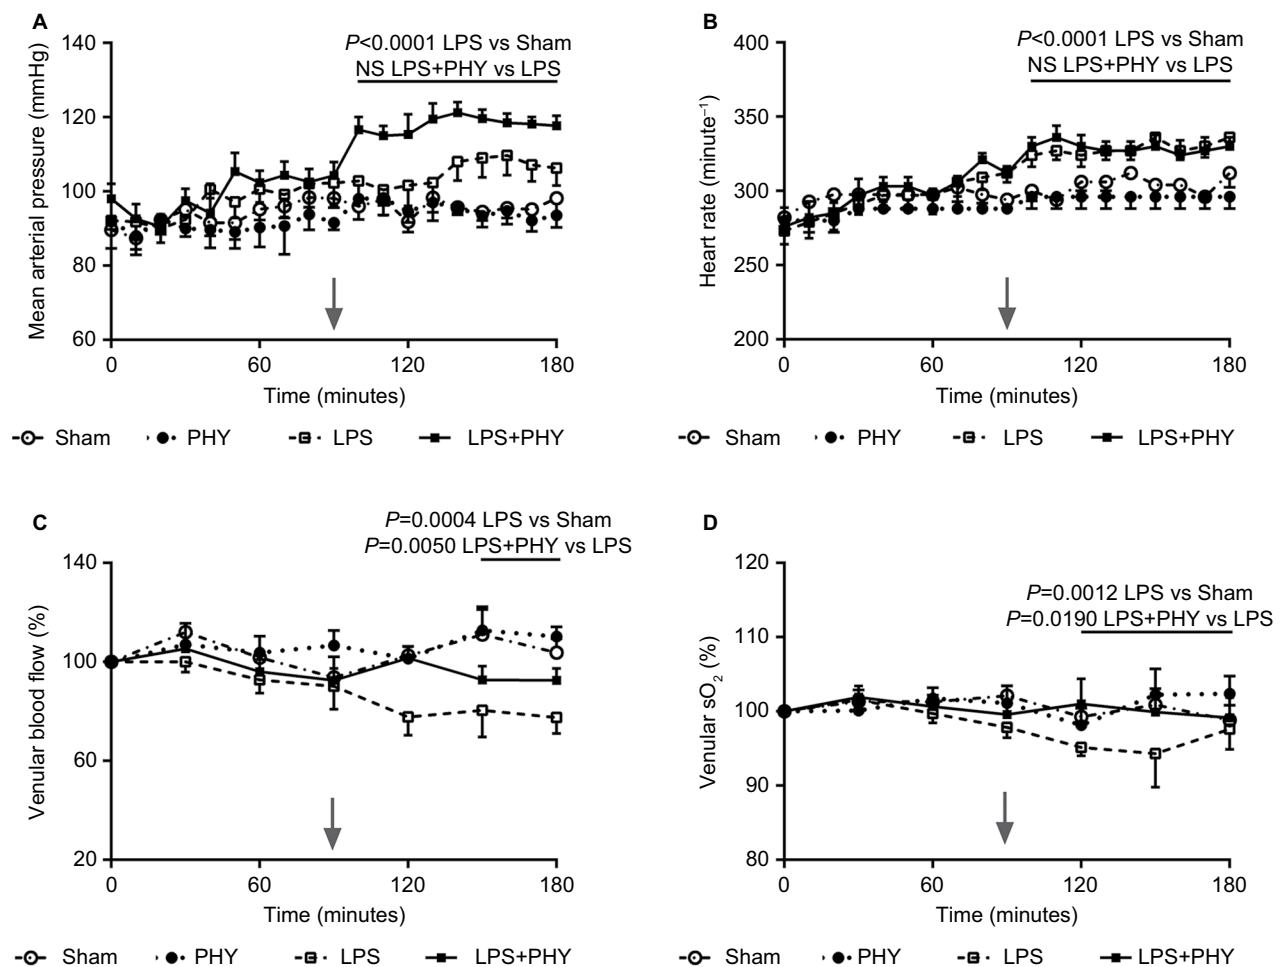 A
P<0.0001 LPS vs Sham
NS LPS+PHY vs LPS
Mean arterial pressure (mmHg)
140
120
100
80
60
0 60 120 180
Time (minutes)
Sham PHY LPS LPS+PHY
B
P<0.0001 LPS vs Sham
NS LPS+PHY vs LPS
Heart rate (minute⁻¹)
400
350
300
250
200
0 60 120 180
Time (minutes)
Sham PHY LPS LPS+PHY
C
P=0.0004 LPS vs Sham
P=0.0050 LPS+PHY vs LPS
Venular blood flow (%)
140
100
60
20
0 60 120 180
Time (minutes)
Sham PHY LPS LPS+PHY
D
P=0.0012 LPS vs Sham
P=0.0190 LPS+PHY vs LPS
Venular sO₂ (%)
120
110
100
90
80
0 60 120 180
Time (minutes)
Sham PHY LPS LPS+PHY